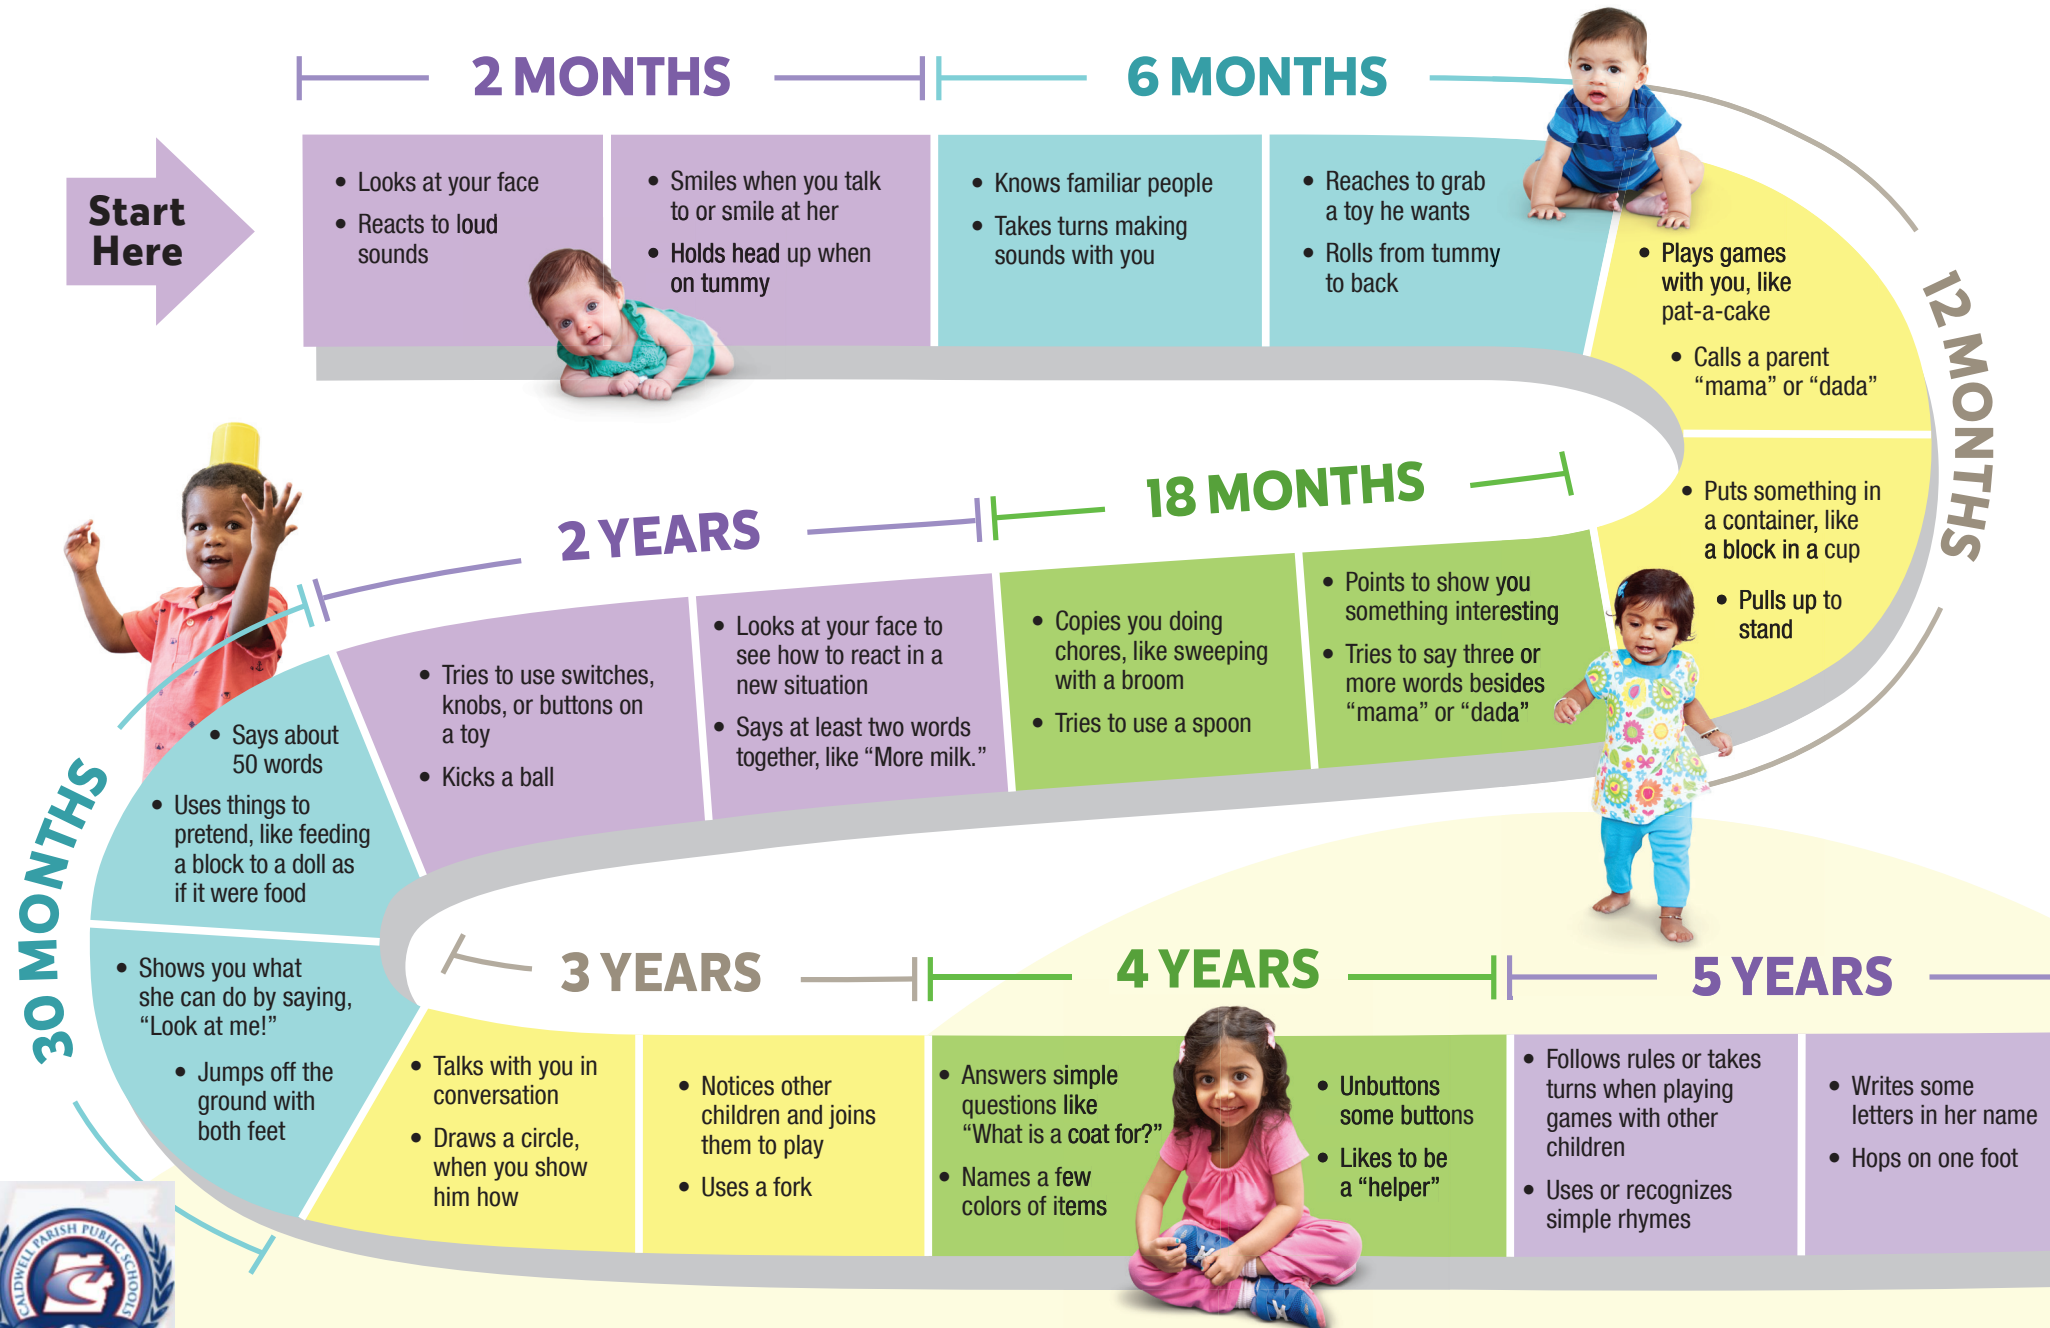 2 MONTHS
6 MONTHS
Start
Here
• Looks at your face
• Reacts to loud
sounds
• Smiles when you talk
to or smile at her
• Holds head up when
on tummy
• Knows familiar people
• Takes turns making
sounds with you
• Reaches to grab
a toy he wants
• Rolls from tummy
to back
12 MONTHS
• Plays games
with you, like
pat-a-cake
• Calls a parent
“mama” or “dada”
• Puts something in
a container, like
a block in a cup
• Pulls up to
stand
18 MONTHS
• Points to show you
something interesting
• Tries to say three or
more words besides
“mama” or “dada”
• Copies you doing
chores, like sweeping
with a broom
• Tries to use a spoon
2 YEARS
• Looks at your face to
see how to react in a
new situation
• Says at least two words
together, like “More milk.”
• Tries to use switches,
knobs, or buttons on
a toy
• Kicks a ball
30 MONTHS
• Says about
50 words
• Uses things to
pretend, like feeding
a block to a doll as
if it were food
• Shows you what
she can do by saying,
“Look at me!”
• Jumps off the
ground with
both feet
3 YEARS
• Talks with you in
conversation
• Draws a circle,
when you show
him how
• Notices other
children and joins
them to play
• Uses a fork
4 YEARS
• Answers simple
questions like
“What is a coat for?”
• Names a few
colors of items
• Unbuttons
some buttons
• Likes to be
a “helper”
5 YEARS
• Follows rules or takes
turns when playing
games with other
children
• Uses or recognizes
simple rhymes
• Writes some
letters in her name
• Hops on one foot
CALDWELL PARISH PUBLIC SCHOOLS